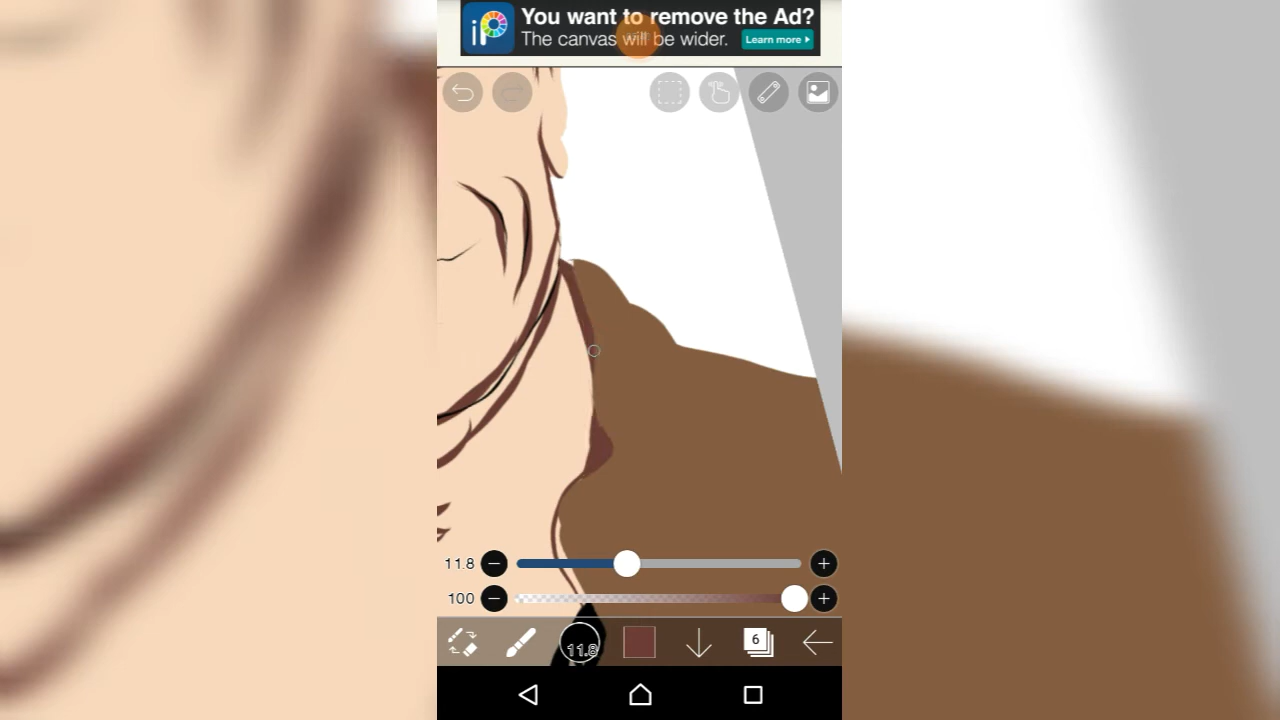 iP
You want to remove the Ad?
The canvas will be wider.
Learn more
11.8
100
11.8
6